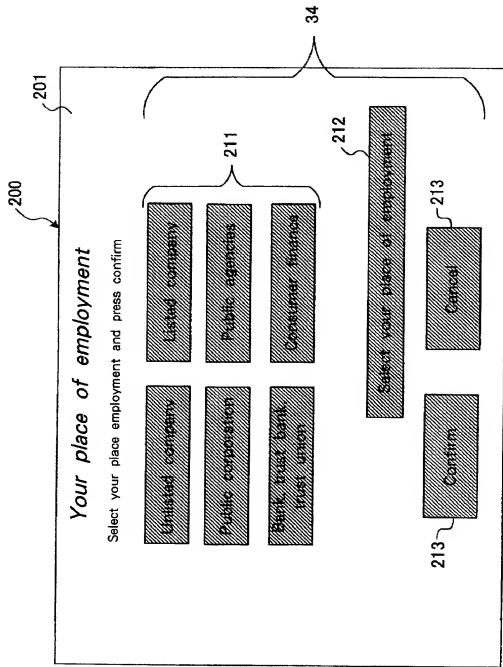 200
201
Your place of employment
Select your place employment and press confirm
Unlisted company
Listed company
211
34
Public corporation
Public agencies
Bank, trust bank,
trust union
Consumer finance
Select your place of employment
212
213
Confirm
Cancel
213